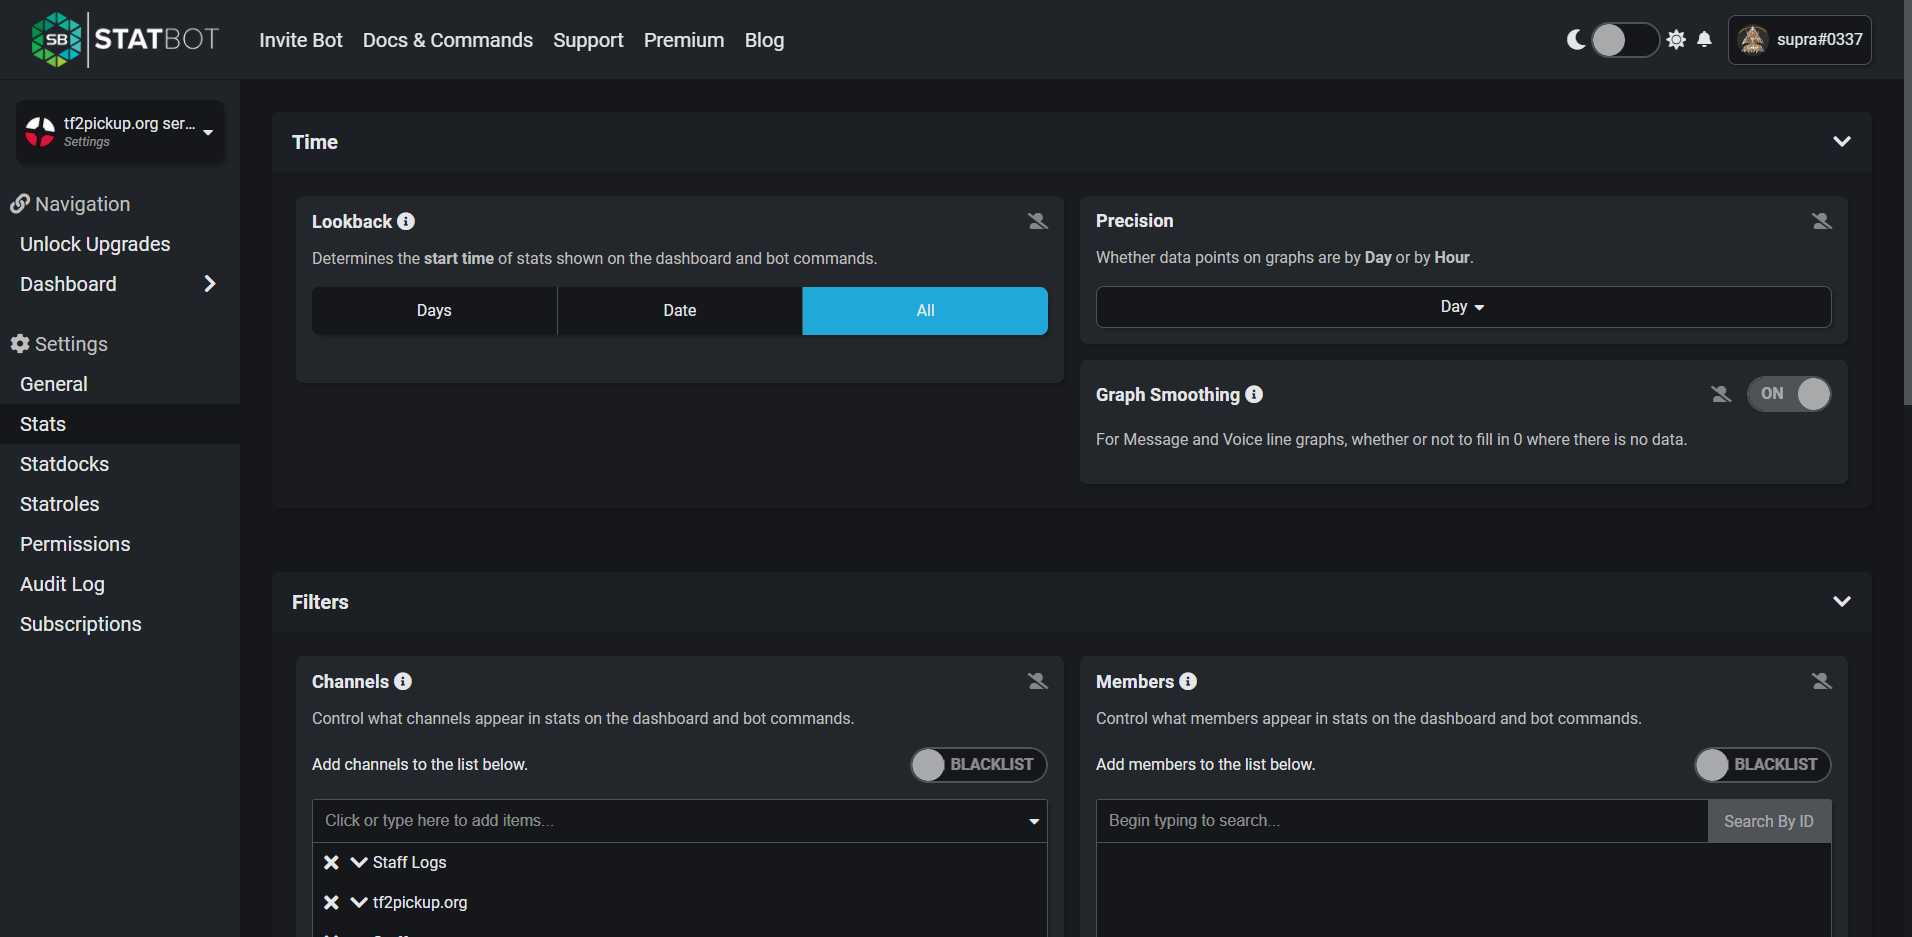 SB STATBOT
Invite Bot Docs & Commands Support Premium Blog
supra#0337
tf2pickup.org ser...
Settings
Navigation
Unlock Upgrades
Dashboard
Settings
General
Stats
Statdocks
Statroles
Permissions
Audit Log
Subscriptions
Time
Lookback
Determines the start time of stats shown on the dashboard and bot commands.
Days Date All
Precision
Whether data points on graphs are by Day or by Hour.
Day
Graph Smoothing
ON
For Message and Voice line graphs, whether or not to fill in 0 where there is no data.
Filters
Channels
Control what channels appear in stats on the dashboard and bot commands.
Add channels to the list below.
BLACKLIST
Click or type here to add items...
Staff Logs
tf2pickup.org
Members
Control what members appear in stats on the dashboard and bot commands.
Add members to the list below.
BLACKLIST
Begin typing to search...
Search By ID